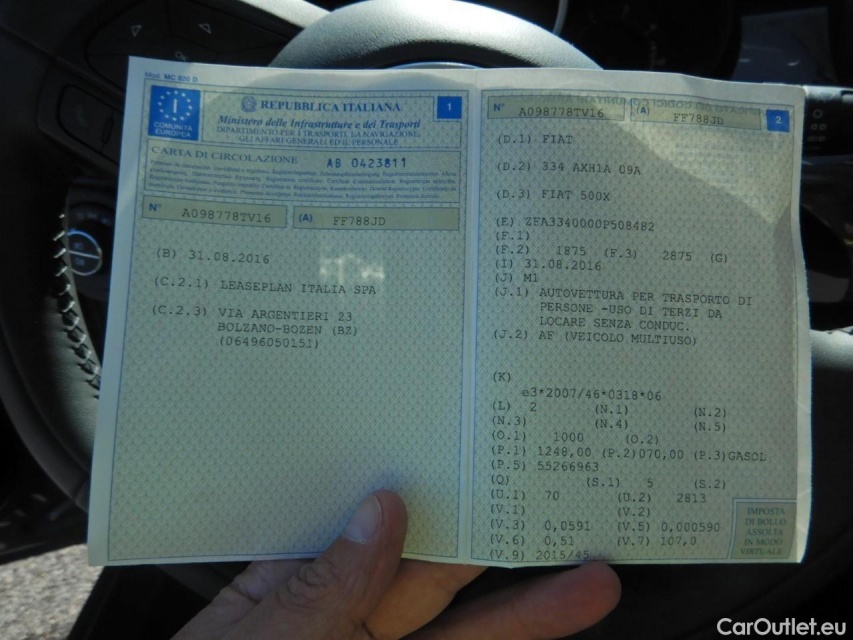 Mod. MC 820 D
COMUNITÀ EUROPEA
I
REPUBBLICA ITALIANA
1
Ministero delle Infrastrutture e dei Trasporti
DIPARTIMENTO PER I TRASPORTI, LA NAVIGAZIONE,
GLI AFFARI GENERALI ED IL PERSONALE
CARTA DI CIRCOLAZIONE AB 0423811
N° A098778TV16 (A) FF788JD
(B) 31.08.2016
(C.2.1) LEASEPLAN ITALIA SPA
(C.2.3) VIA ARGENTIERI 23
BOLZANO-BOZEN (BZ)
(06496050151)
N° A098778TV16 (A) FF788JD
2
(D.1) FIAT
(D.2) 334 AXH1A 09A
(D.3) FIAT 500X
(E) ZFA3340000P508482
(F.1)
(F.2) 1875 (F.3) 2875 (G)
(I) 31.08.2016
(J) M1
(J.1) AUTOVETTURA PER TRASPORTO DI
PERSONE -USO DI TERZI DA
LOCARE SENZA CONDUC.
(J.2) AF (VEICOLO MULTIUSO)
(K)
e3*2007/46*0318*06
(L) 2 (N.1) (N.2)
(N.3) (N.4) (N.5)
(O.1) 1000 (O.2)
(P.1) 1248,00 (P.2)070,00 (P.3)GASOL
(P.5) 55266963
(Q) (S.1) 5 (S.2)
(U.1) 70 (U.2) 2813
(V.1) (V.2)
(V.3) 0,0591 (V.5) 0,000590
(V.6) 0,51 (V.7) 107,0
(V.9) 2015/45
IMPOSTA
DI BOLLO
ASSOLTA
IN MODO
VIRTUALE
CarOutlet.eu